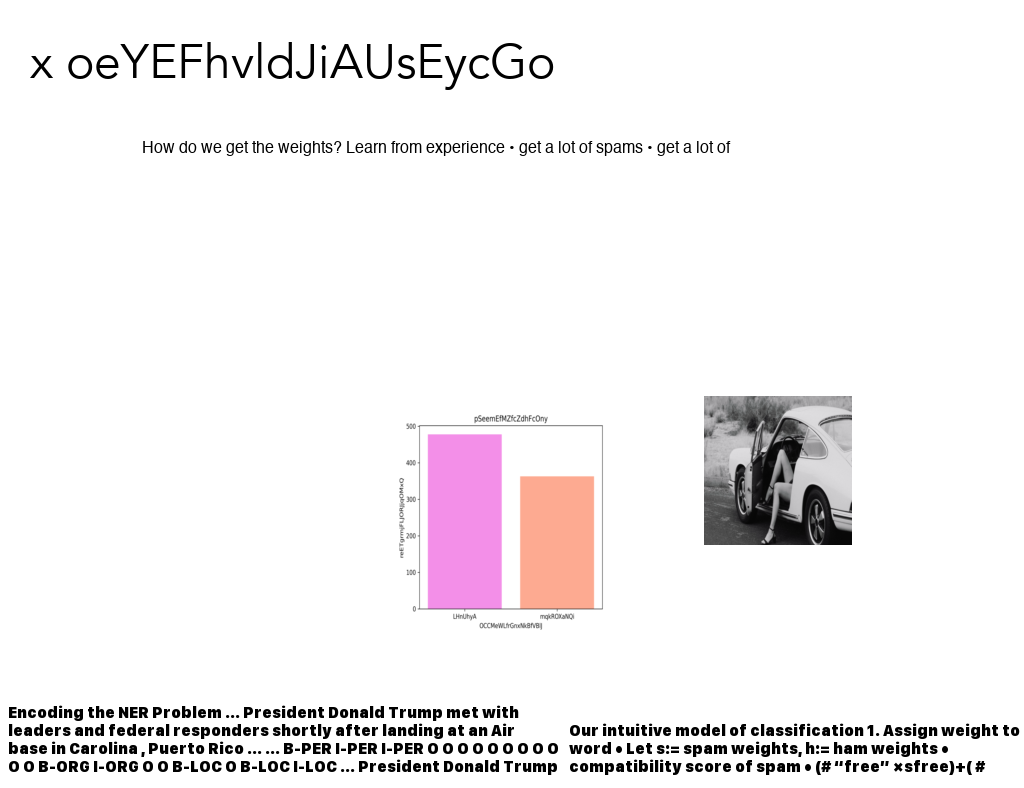 x oeYEFhvldJiAUsEycGo
How do we get the weights? Learn from experience • get a lot of spams • get a lot of
pSeemEfMZfcZdhFcOny
500
400
300
200
100
0
LHnUhyA
mqkROXaNQi
OCCMeWLfrGnxNkBfVBlJ
Encoding the NER Problem ... President Donald Trump met with
leaders and federal responders shortly after landing at an Air
base in Carolina , Puerto Rico ... ... B-PER I-PER I-PER O O O O O O O O O
O O B-ORG I-ORG O O B-LOC O B-LOC I-LOC ... President Donald Trump
Our intuitive model of classification 1. Assign weight to
word • Let s:= spam weights, h:= ham weights •
compatibility score of spam • (# “free” ×sfree)+( #